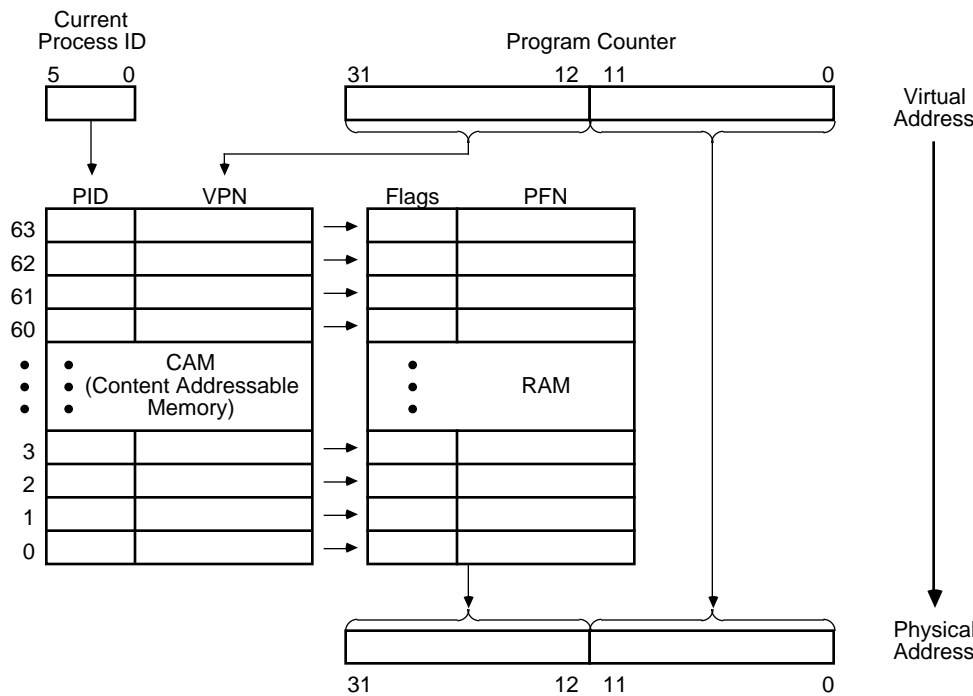 Current
Process ID
Program Counter
5 0
31 12 11 0
Virtual
Address
PID VPN Flags PFN
63
62
61
60
CAM
(Content Addressable
Memory)
RAM
3
2
1
0
Physical
Address
31 12 11 0